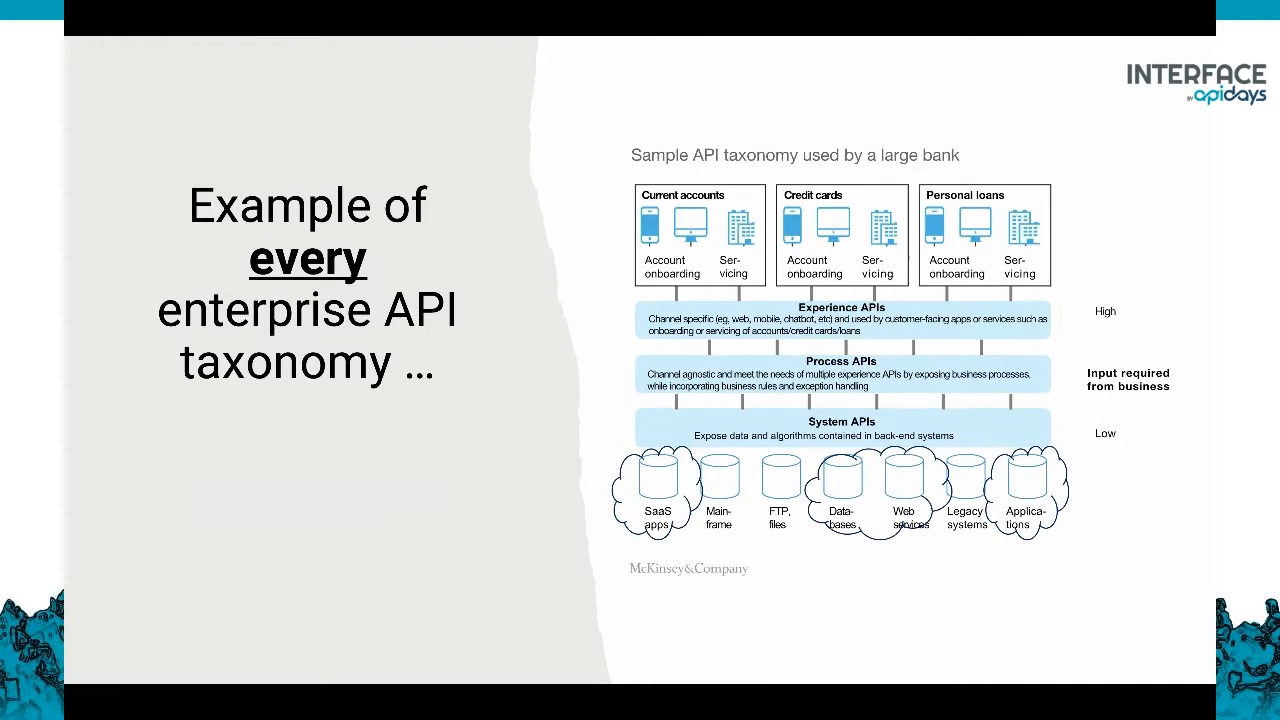 INTERFACE
BY apidays
Example of
every
enterprise API
taxonomy ...
Sample API taxonomy used by a large bank
Current accounts
Account
onboarding
Ser-
vicing
Credit cards
Account
onboarding
Ser-
vicing
Personal loans
Account
onboarding
Ser-
vicing
Experience APIs
Channel specific (eg, web, mobile, chatbot, etc) and used by customer-facing apps or services such as
onboarding or servicing of accounts/credit cards/loans
Process APIs
Channel agnostic and meet the needs of multiple experience APIs by exposing business processes,
while incorporating business rules and exception handling
System APIs
Expose data and algorithms contained in back-end systems
High
Input required
from business
Low
SaaS
apps
Main-
frame
FTP,
files
Data-
bases
Web
services
Legacy
systems
Applica-
tions
McKinsey&Company